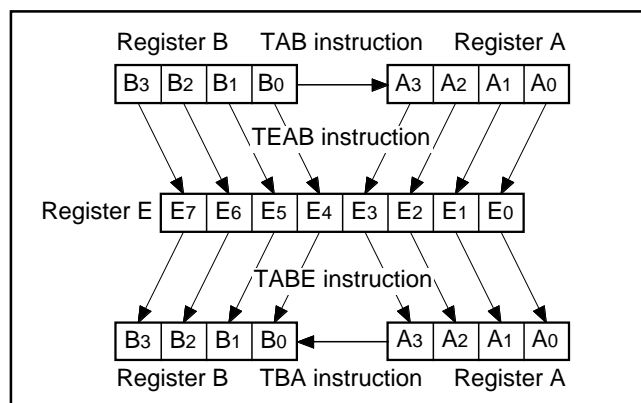 Register B TAB instruction Register A
B3 B2 B1 B0 A3 A2 A1 A0
TEAB instruction
Register E E7 E6 E5 E4 E3 E2 E1 E0
TABE instruction
B3 B2 B1 B0 A3 A2 A1 A0
Register B TBA instruction Register A